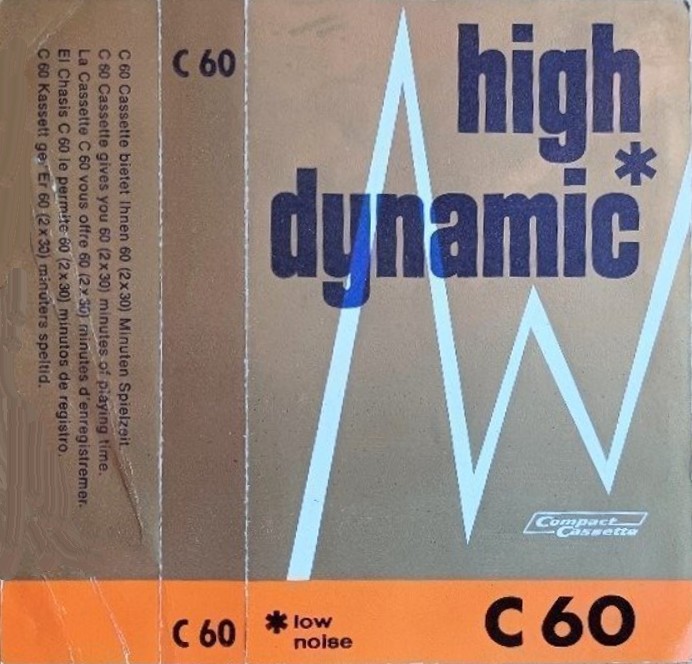 C 60 Cassette bietet Ihnen 60 (2x30) Minuten Spielzeit
C 60 Cassette gives you 60 (2x30) minutes of playing time.
La Cassette C 60 vous offre 60 (2x30) minutes d'enregistremer.
El Chasis C 60 le permite 60 (2x30) minutos de registro.
C 60 Kassett ger Er 60 (2x30) minuters speltid.
C 60
C 60
high
dynamic*
Compact
Cassette
* low
noise
C 60